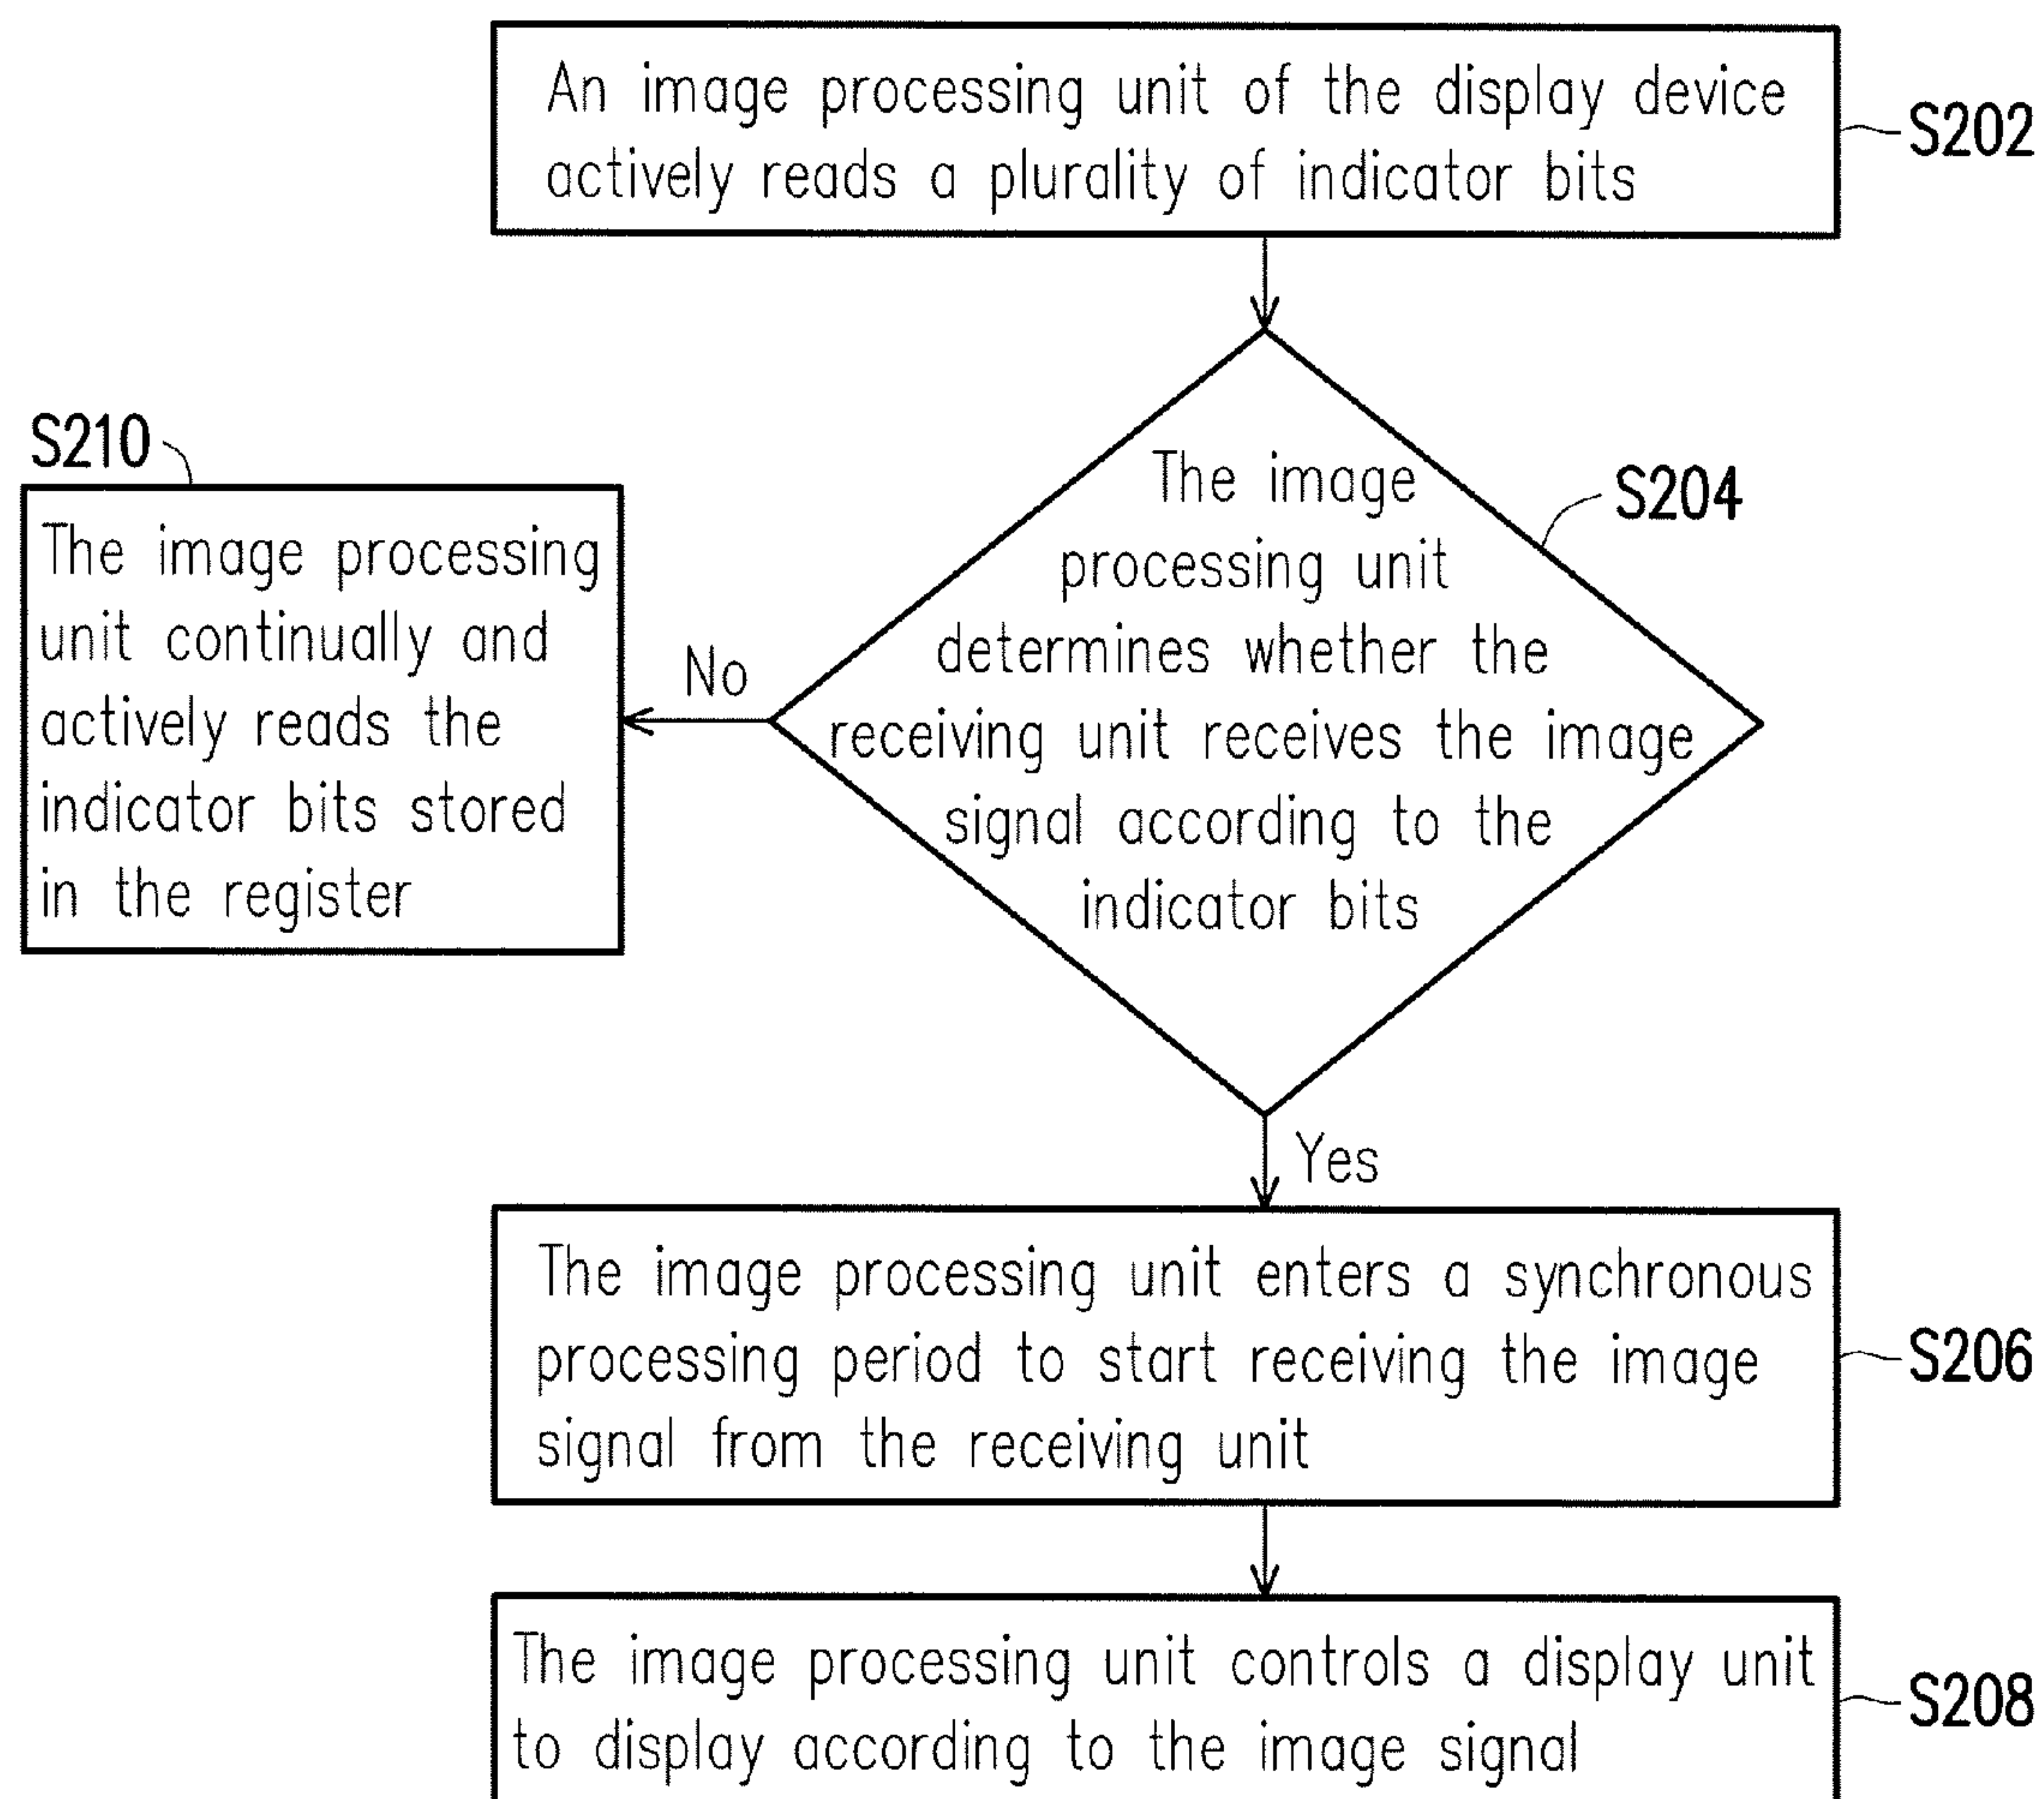 An image processing unit of the display device
actively reads a plurality of indicator bits
S202
S210
The image processing
unit continually and
actively reads the
indicator bits stored
in the register
No
The image
processing unit
determines whether the
receiving unit receives the image
signal according to the
indicator bits
S204
Yes
The image processing unit enters a synchronous
processing period to start receiving the image
signal from the receiving unit
S206
The image processing unit controls a display unit
to display according to the image signal
S208